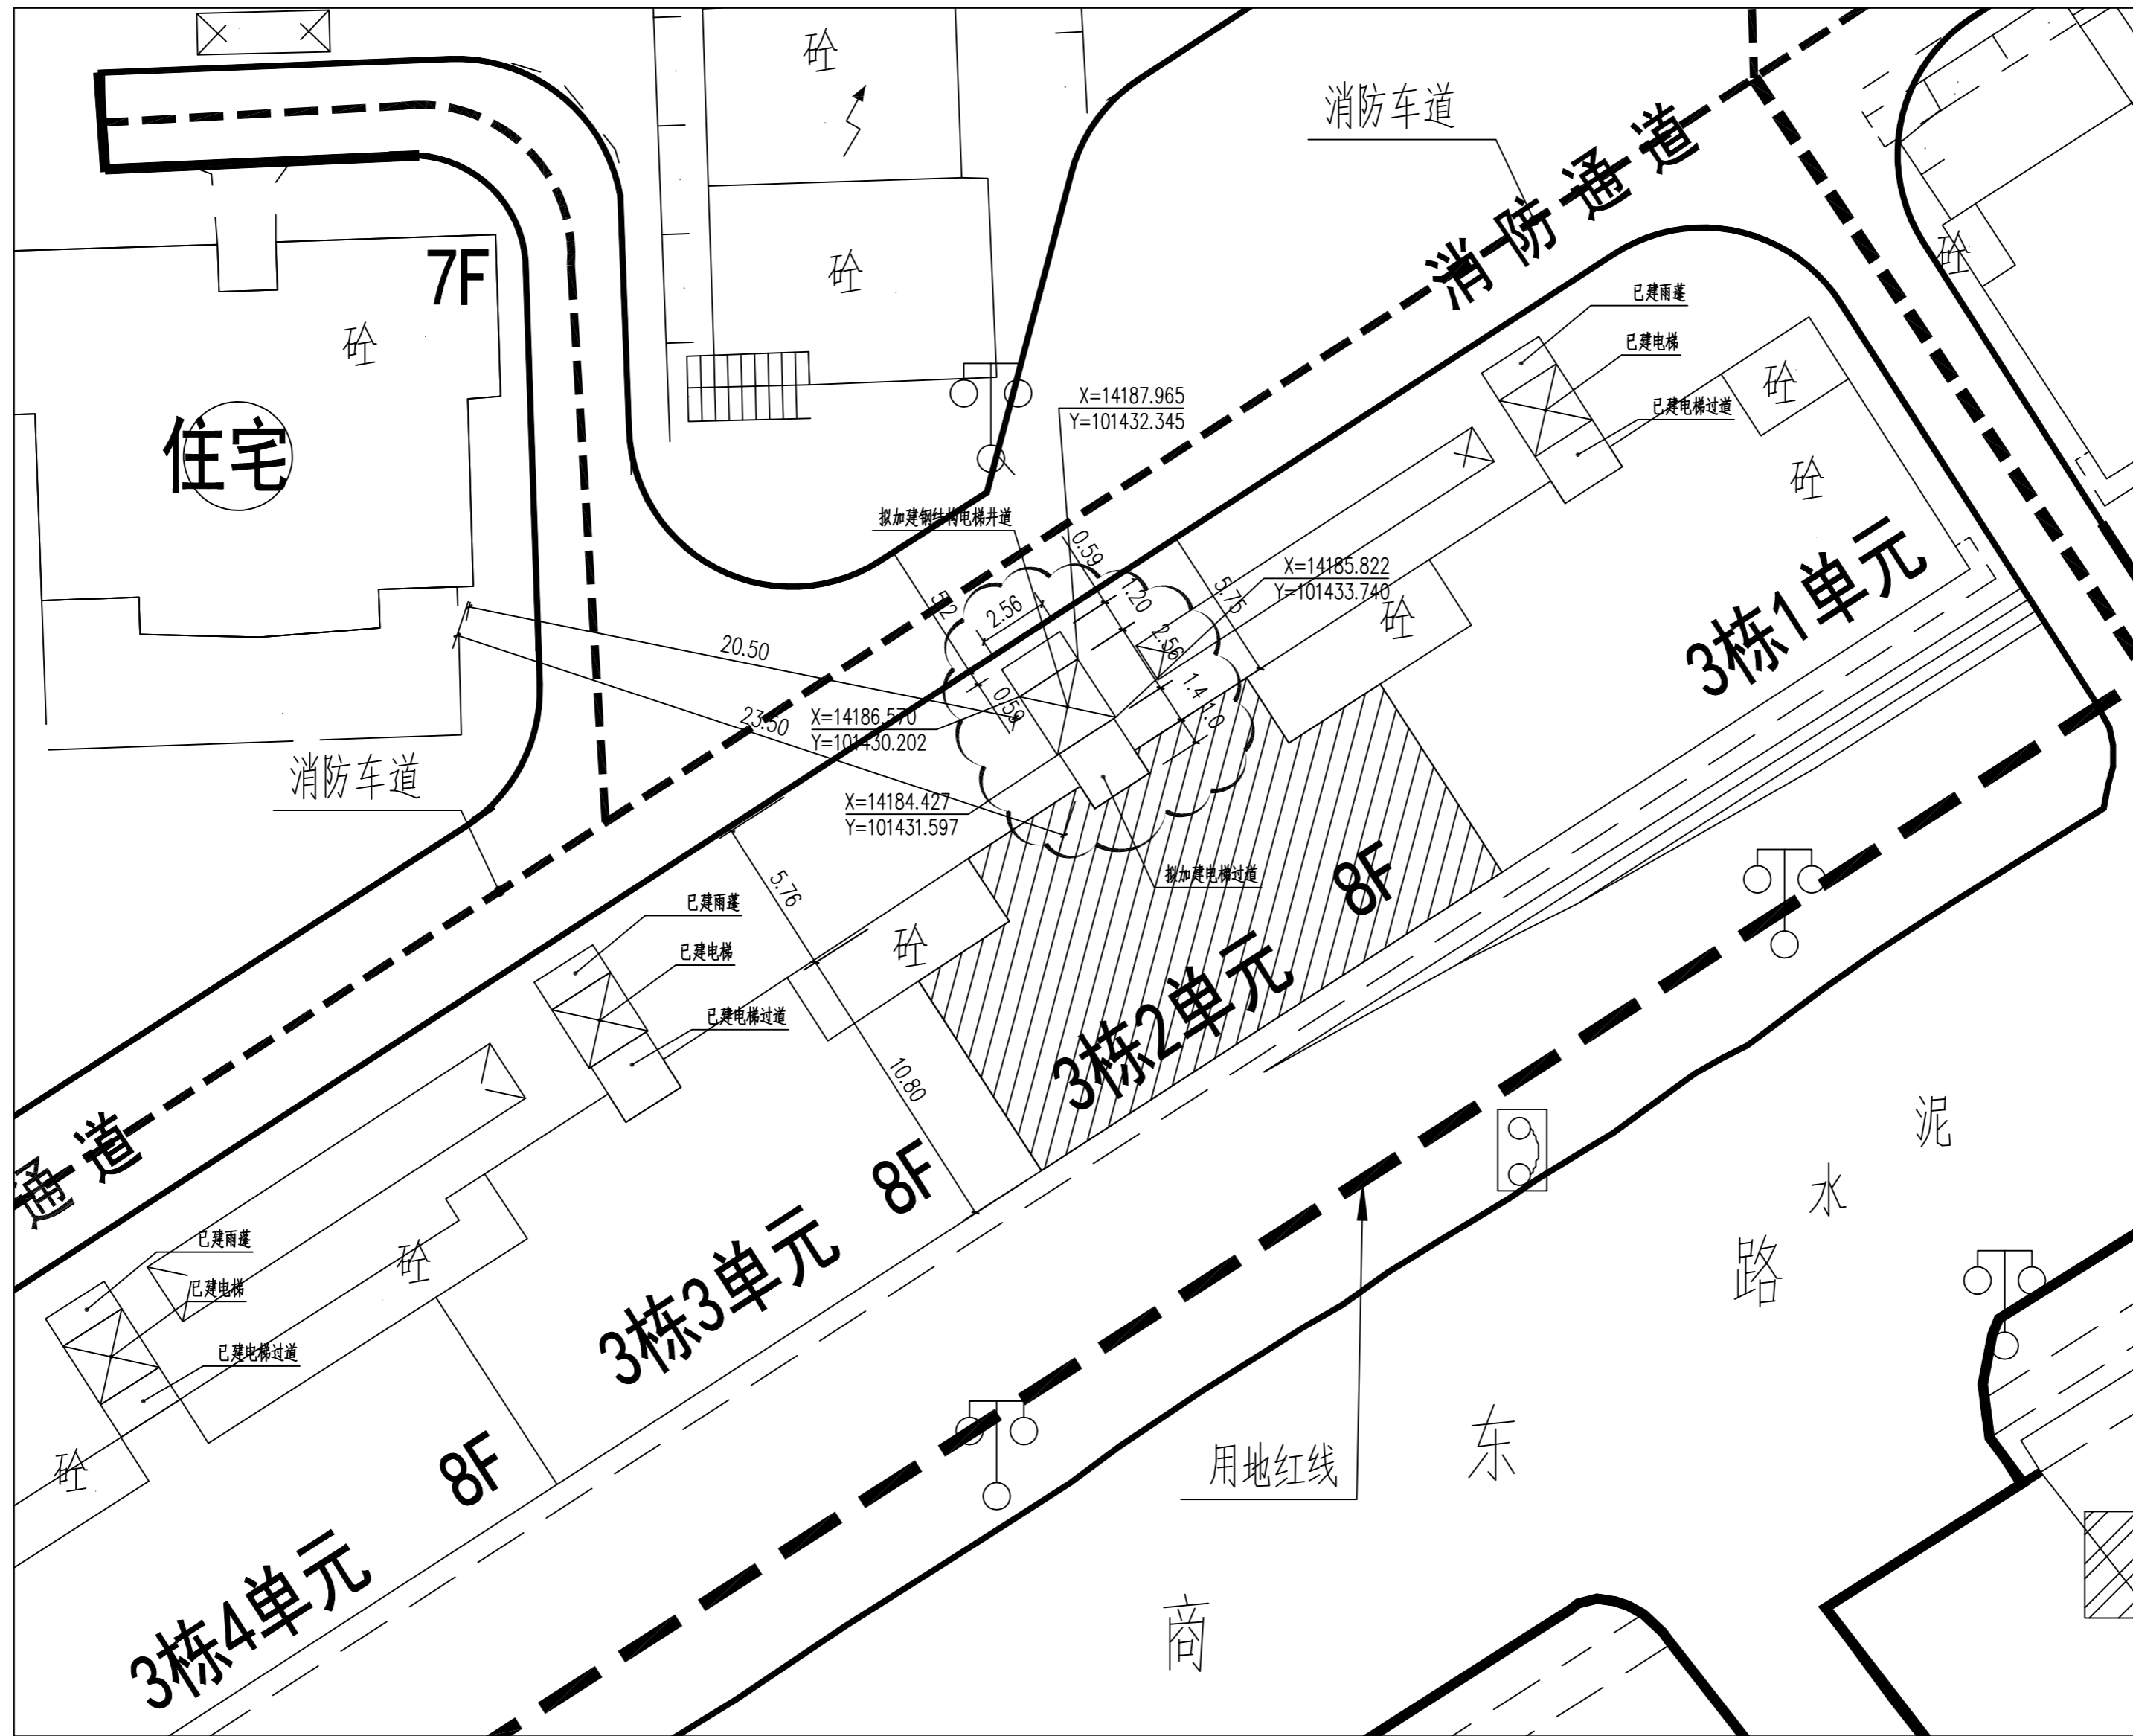 砼
消防车道
消防通道
砼
砼
7F
砼
已建雨蓬
已建电梯
砼
已建电梯过道
X=14187.965
Y=101432.345
住宅
砼
拟加建钢结构电梯井道
0.59
X=14185.822
Y=101433.740
5.75
1.20
2.56
砼
3栋1单元
20.50
2.56
1.4
1.0
0.59
23.50
X=14186.570
Y=101430.202
消防车道
X=14184.427
Y=101431.597
拟加建电梯过道
8F
5.76
已建雨蓬
已建电梯
砼
已建电梯过道
3栋2单元
10.80
通道
泥
水
路
8F
已建雨蓬
砼
已建电梯
3栋3单元
已建电梯过道
砼
8F
用地红线
东
3栋4单元
商